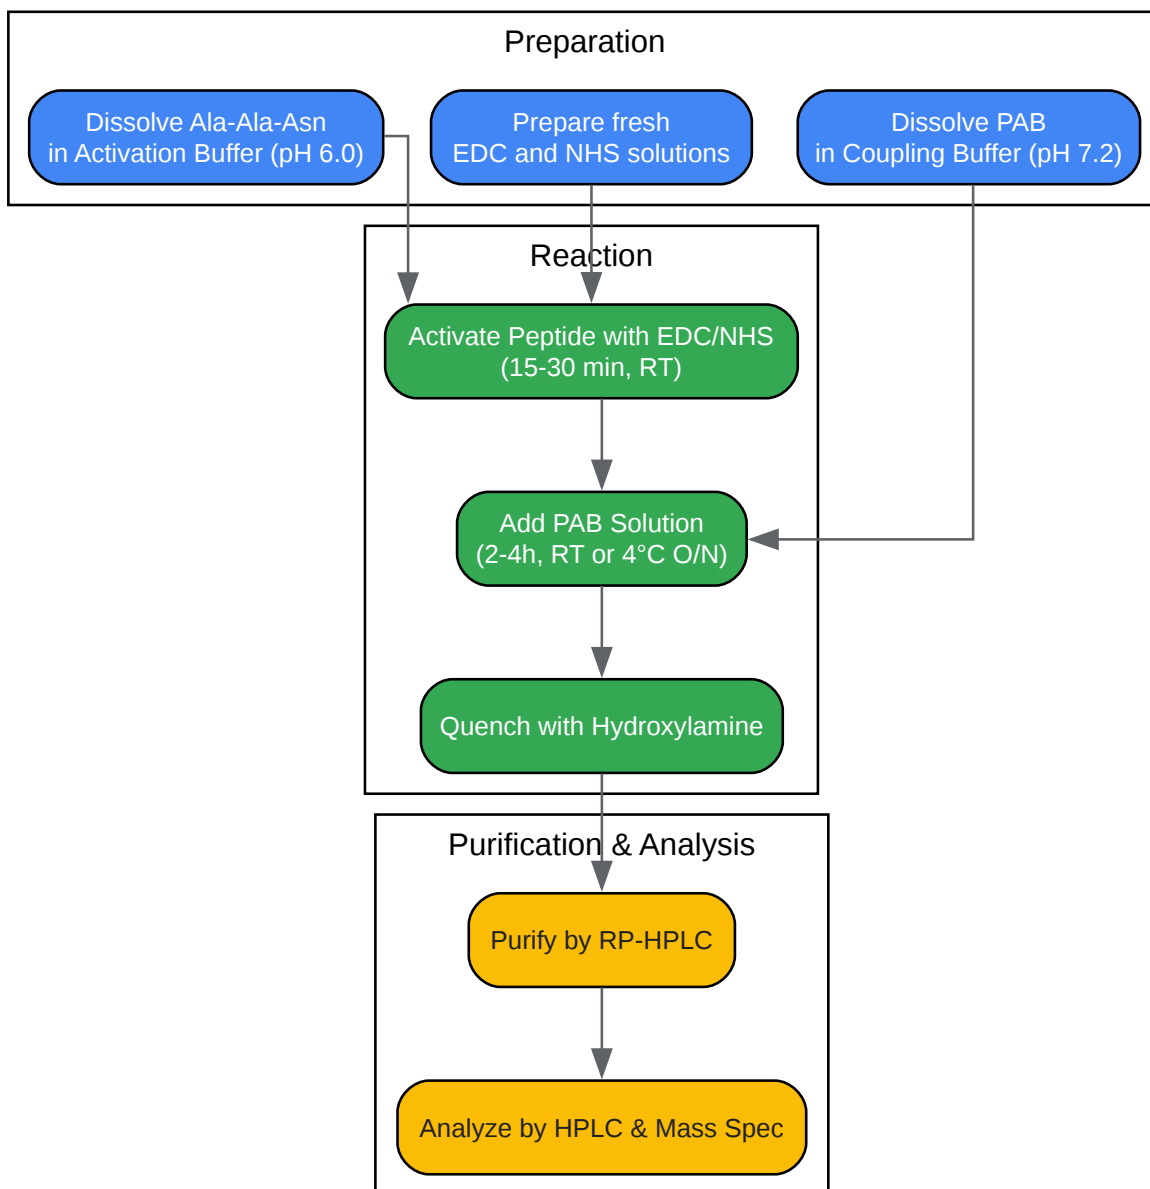 Preparation
Dissolve Ala-Ala-Asn
in Activation Buffer (pH 6.0)
Prepare fresh
EDC and NHS solutions
Dissolve PAB
in Coupling Buffer (pH 7.2)
Reaction
Activate Peptide with EDC/NHS
(15-30 min, RT)
Add PAB Solution
(2-4h, RT or 4°C O/N)
Quench with Hydroxylamine
Purification & Analysis
Purify by RP-HPLC
Analyze by HPLC & Mass Spec